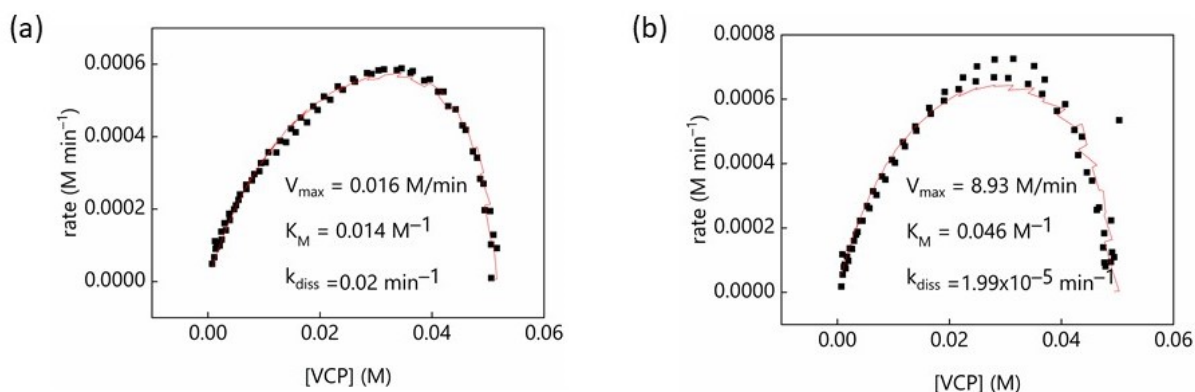 (a)
0.0006
0.0004
0.0002
0.0000
rate (M min⁻¹)
V_max = 0.016 M/min
K_M = 0.014 M⁻¹
k_diss =0.02 min⁻¹
0.00 0.02 0.04 0.06
[VCP] (M)
(b)
0.0008
0.0006
0.0004
0.0002
0.0000
rate (M min⁻¹)
V_max = 8.93 M/min
K_M = 0.046 M⁻¹
k_diss =1.99x10⁻⁵ min⁻¹
0.00 0.02 0.04 0.06
[VCP] (M)